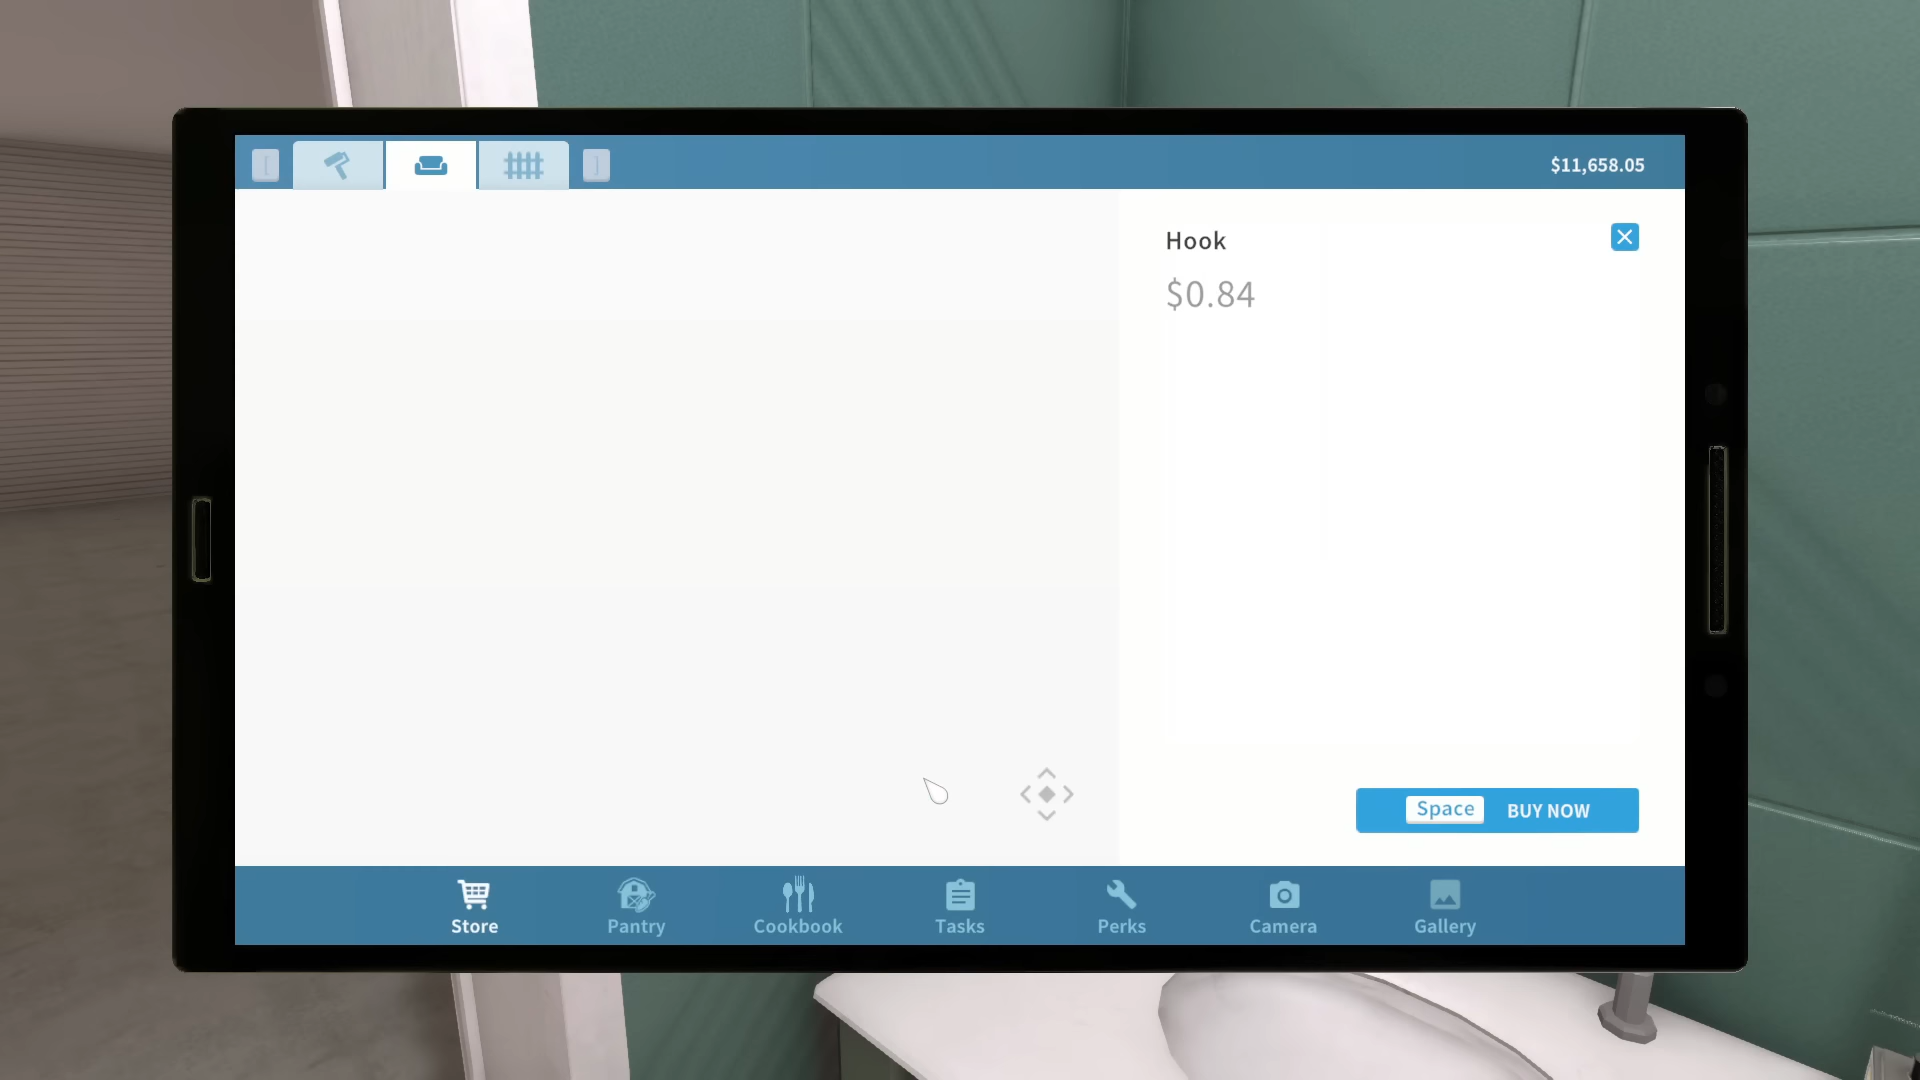 [
]
$11,658.05
Hook
$0.84
Space BUY NOW
Store
Pantry
Cookbook
Tasks
Perks
Camera
Gallery